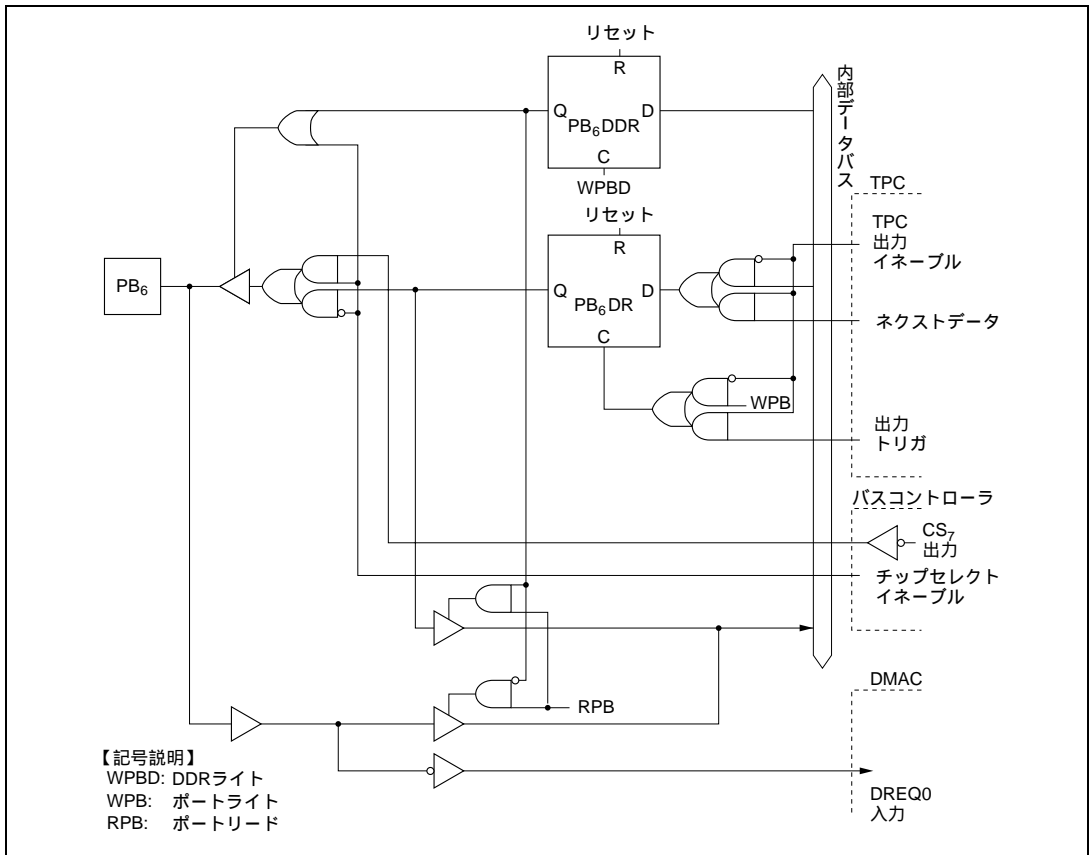 リセット
R
Q
D
PB6DDR
C
WPBD
内部データバス
TPC
リセット
R
TPC
出力
イネーブル
PB6
Q
D
PB6DR
C
ネクストデータ
WPB
出力
トリガ
バスコントローラ
CS7
出力
チップセレクト
イネーブル
DMAC
RPB
【記号説明】
WPBD: DDRライト
WPB: ポートライト
RPB: ポートリード
DREQ0
入力